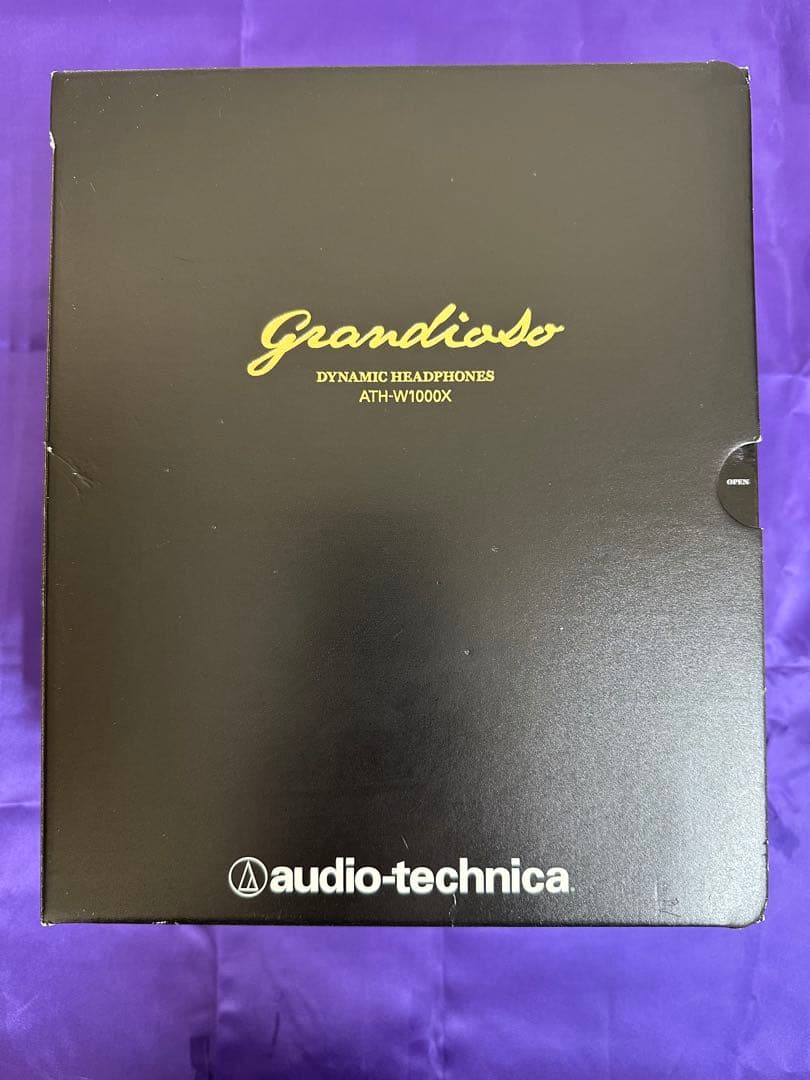 Grandioso
DYNAMIC HEADPHONES
ATH-W1000X
OPEN
audio-technica